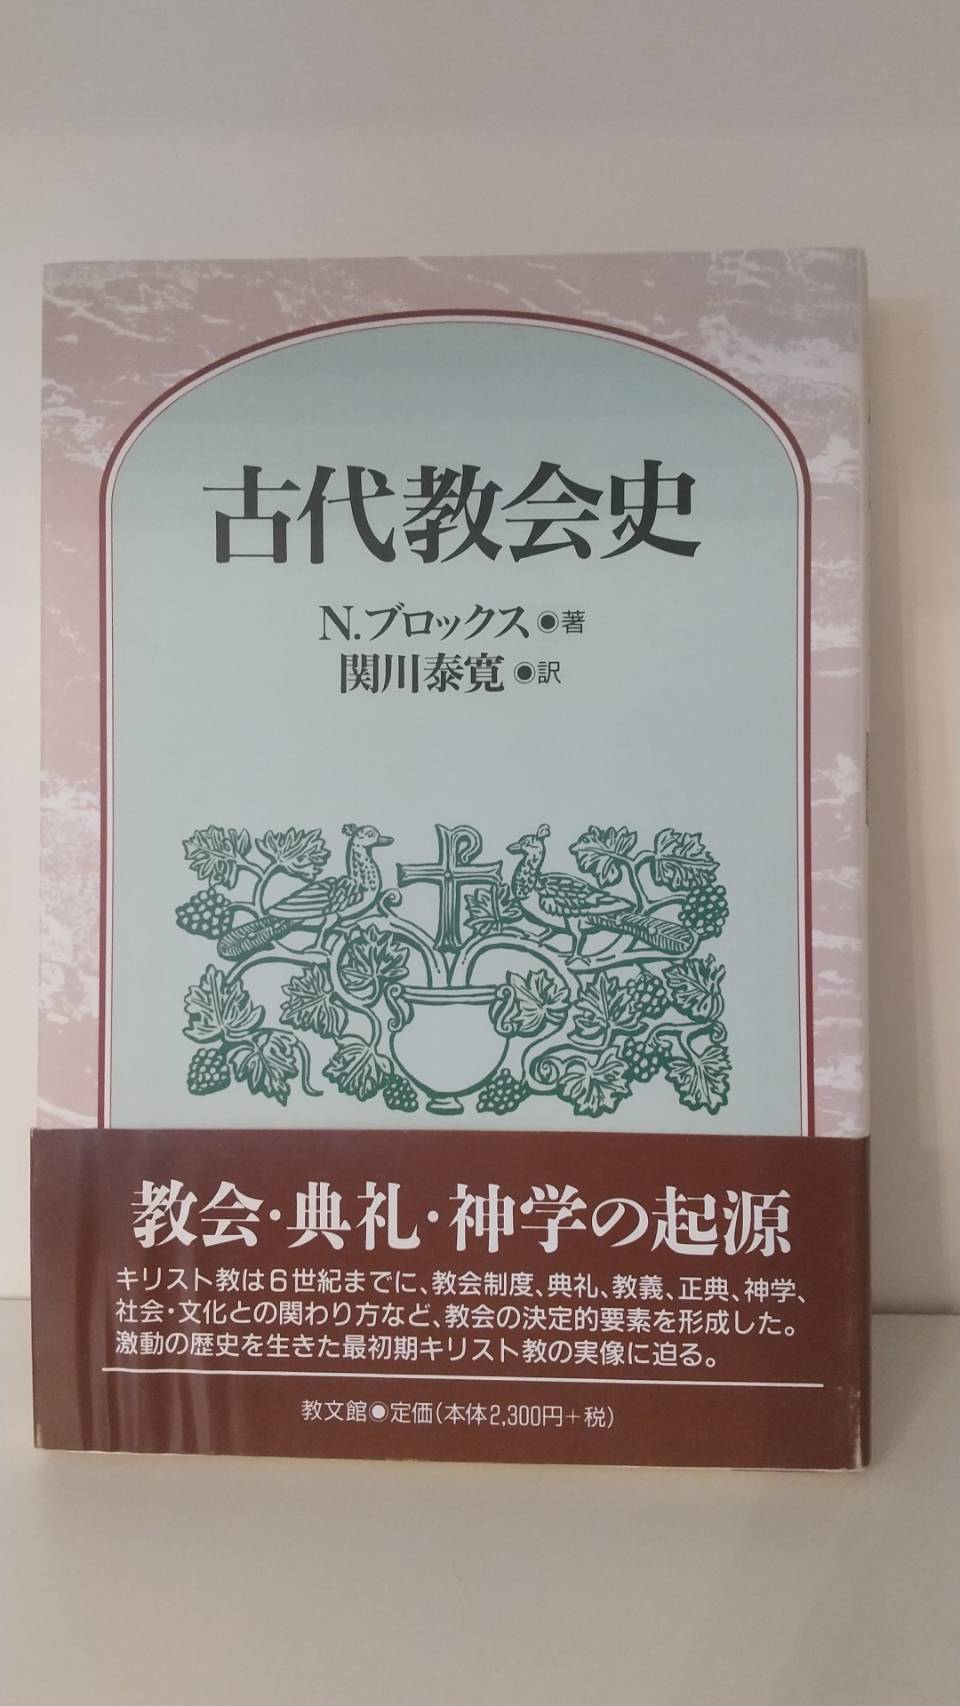 古代教会史
N.ブロックス◉著
関川泰寛◉訳
教会・典礼・神学の起源
キリスト教は6世紀までに、教会制度、典礼、教義、正典、神学、
社会・文化との関わり方など、教会の決定的要素を形成した。
激動の歴史を生きた最初期キリスト教の実像に迫る。
教文館◉定価(本体2,300円+税)